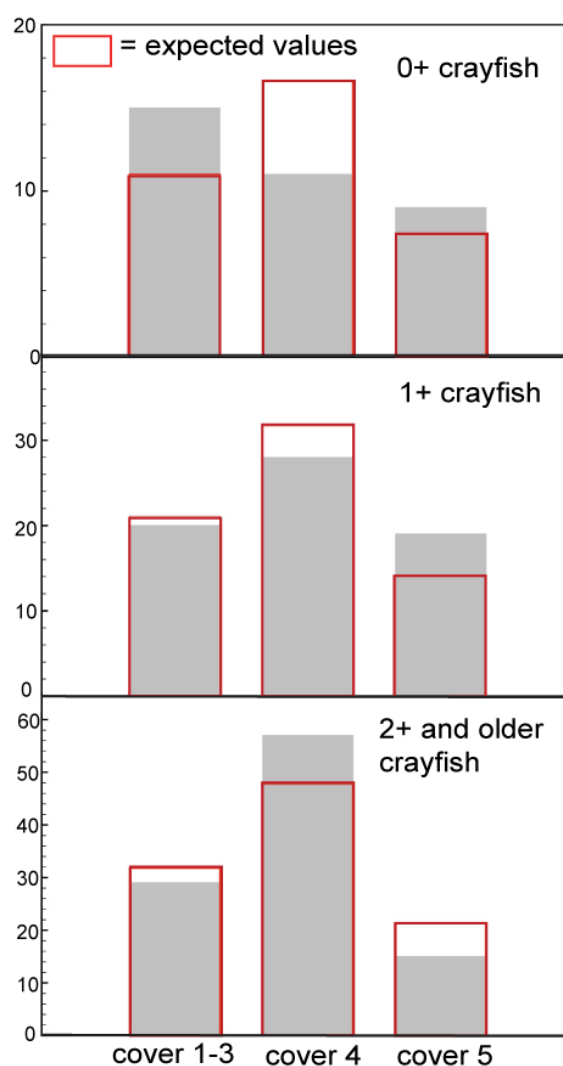 20
= expected values
0+ crayfish
10
0
1+ crayfish
30
20
10
0
60
2+ and older
crayfish
50
40
30
20
10
0
cover 1-3 cover 4 cover 5